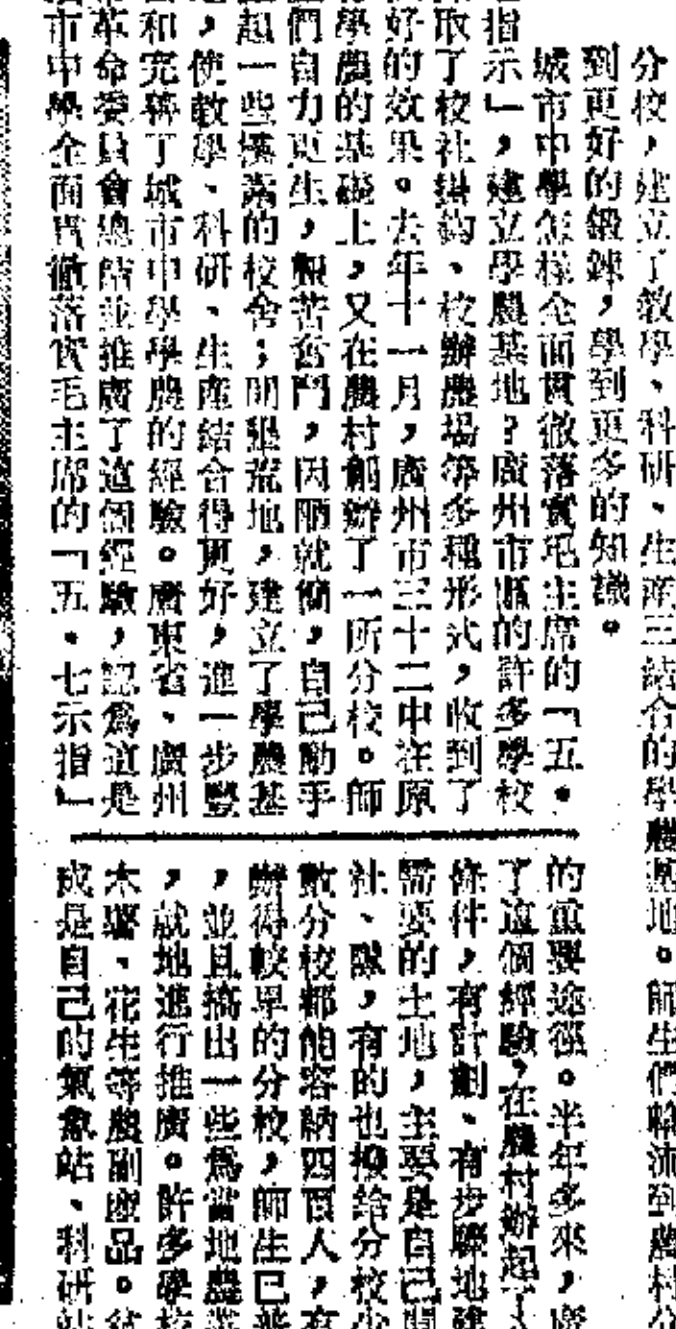 分校，建立了教學、科研、生產三結合的學農基地。師生們輪流到農村分
到更好的鍛鍊，學到更多的知識。
城市中學怎樣全面貫徹落實毛主席的「五·
指示」，建立學農基地？廣州市區的許多學校
取了校社掛鈎、校辦農場等多種形式，收到了
好的效果。去年十一月，廣州市三十二中在原
學農的基礎上，又在農村創辦了一所分校。師
們自力更生，艱苦奮鬥，因陋就簡，自己動手
起一些樸素的校舍；開墾荒地，建立了學農基
，使教學、科研、生產結合得更好，進一步豐
和完善了城市中學學農的經驗。廣東省、廣州
革命委員會總結並推廣了這個經驗，認爲這是
市中學全面貫徹落實毛主席的「五·七示指」
的重要途徑。半年多來，廣
了這個經驗，在農村辦起了
條件，有計劃、有步驟地建
需要的土地，主要是自己開
社、隊，有的也撥給分校少
數分校都能容納四百人，有
辦得較早的分校，師生已
，並且搞出一些爲當地農業
，就地進行推廣。許多學校
木薯、花生等農副產品。
成是自己的氣象站、科研站